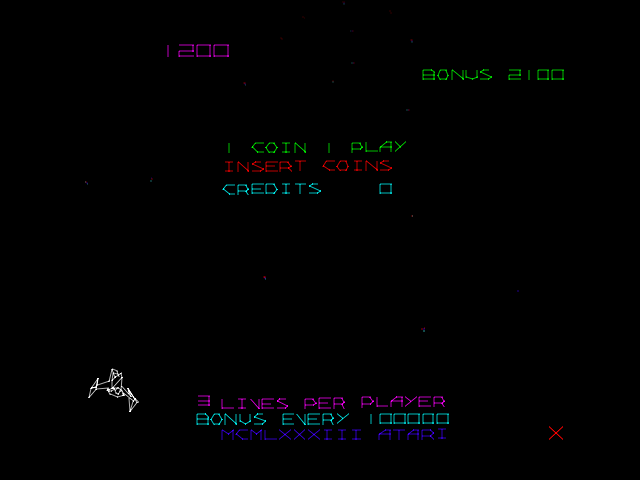 1200
BONUS 2100
1 COIN 1 PLAY
INSERT COINS
CREDITS 0
3 LIVES PER PLAYER
BONUS EVERY 100000
MCMLXXXIII ATARI